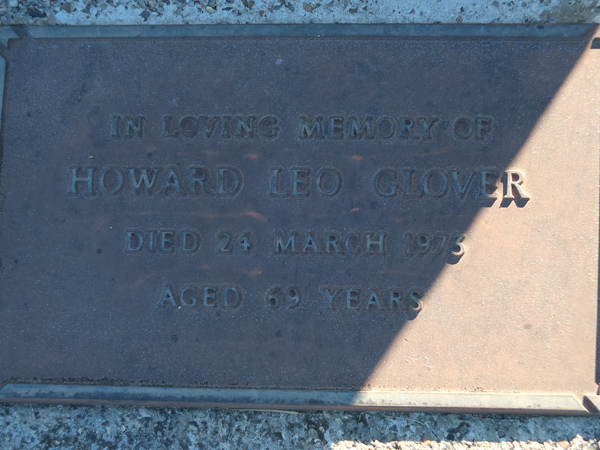 IN LOVING MEMORY OF
HOWARD LEO GLOVER
DIED 24 MARCH 1973
AGED 69 YEARS